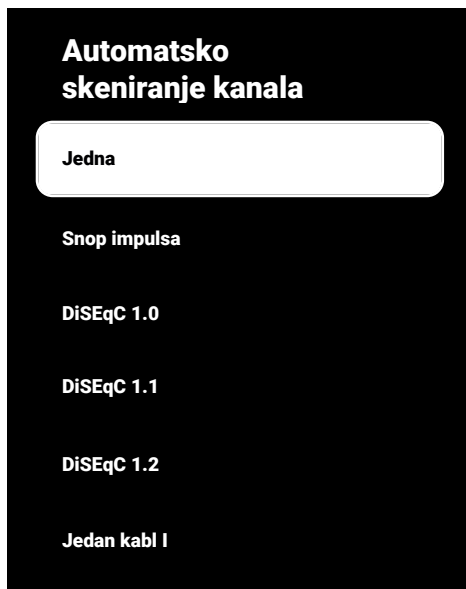 Automatsko
skeniranje kanala
Jedna
Snop impulsa
DiSEqC 1.0
DiSEqC 1.1
DiSEqC 1.2
Jedan kabl I